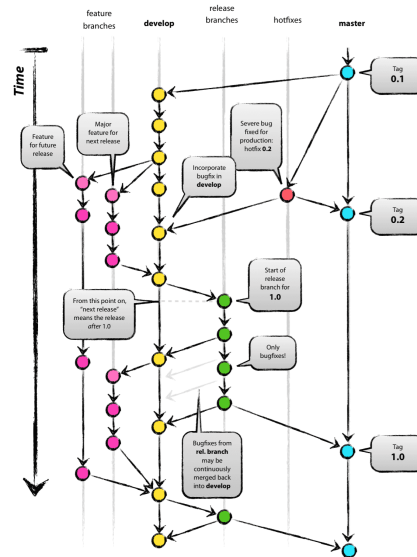 feature
branches
develop
release
branches
hotfixes
master
Time
Tag
0.1
Feature
for future
release
Major
feature for
next release
Severe bug
fixed for
production:
hotfix 0.2
Incorporate
bugfix in
develop
Tag
0.2
Start of
release
branch for
1.0
From this point on,
"next release"
means the release
after 1.0
Only
bugfixes!
Bugfixes from
rel. branch
may be
continuously
merged back
into develop
Tag
1.0